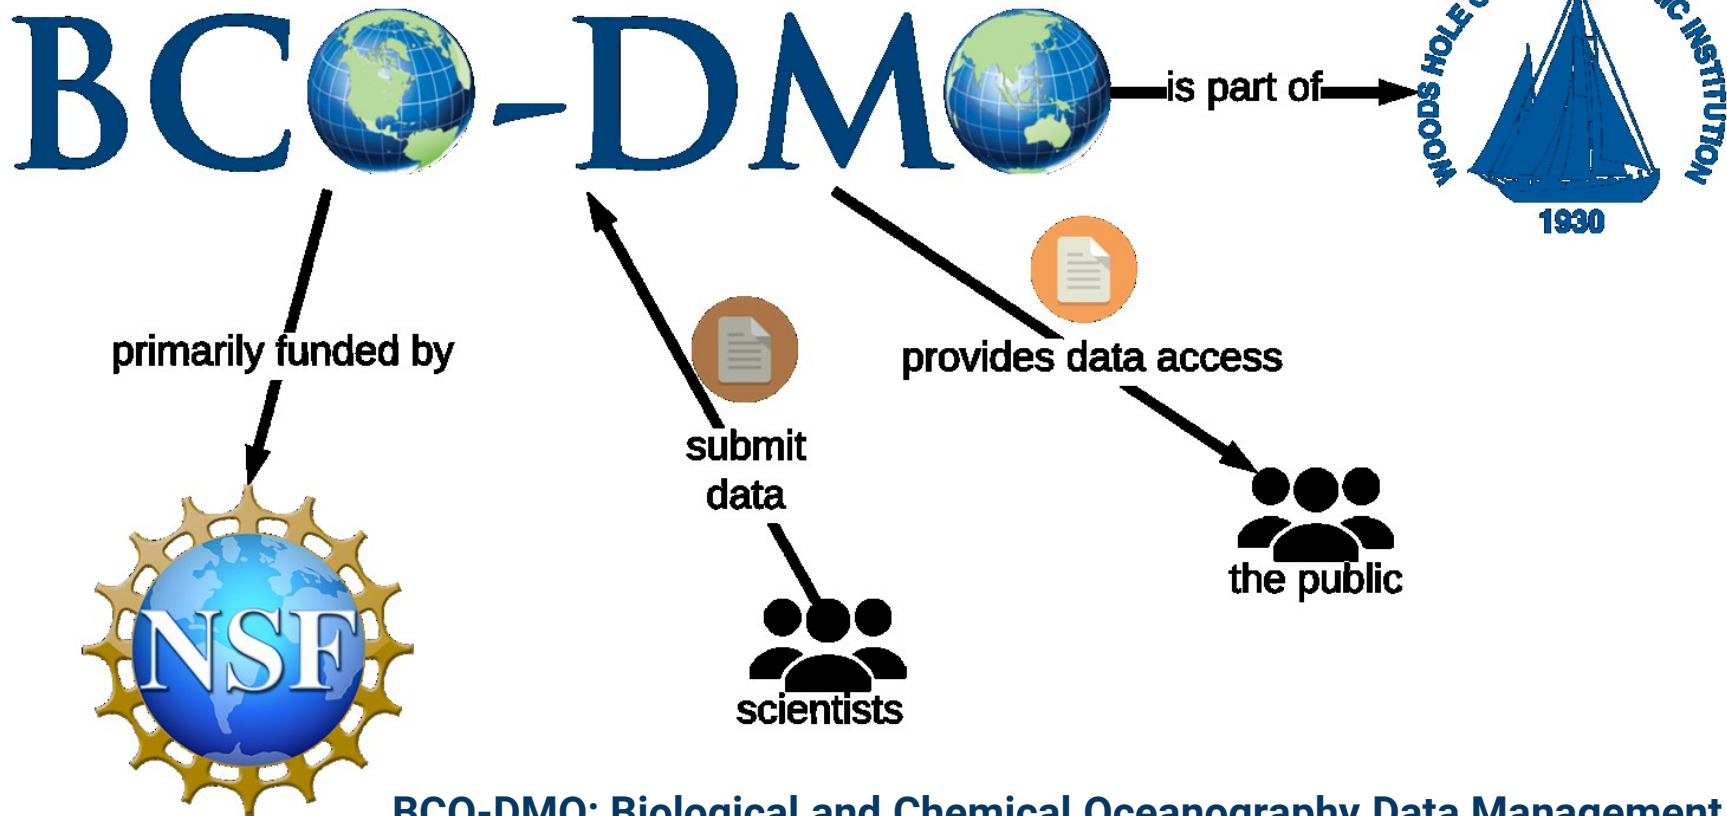 BCO-DMO
is part of
WOODS HOLE
INSTITUTION
1930
primarily funded by
provides data access
submit
data
the public
NSF
scientists
BCO-DMO: Biological and Chemical Oceanography Data Management